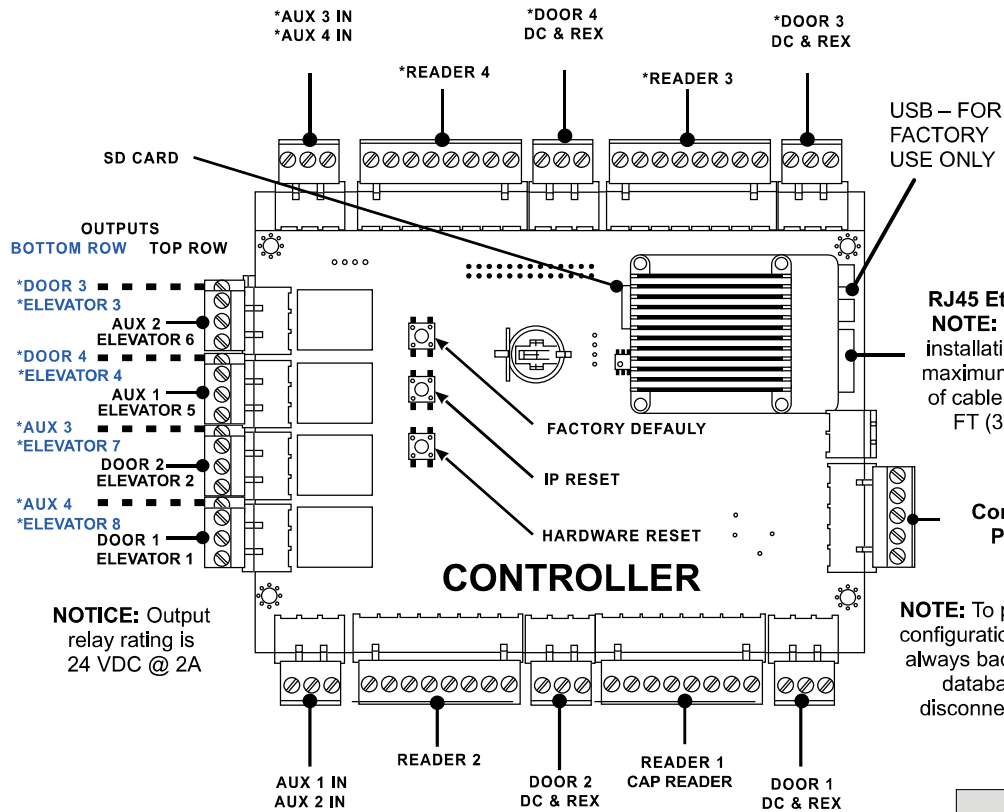 *AUX 3 IN
*AUX 4 IN
*DOOR 4
DC & REX
*DOOR 3
DC & REX
*READER 4
*READER 3
USB – FOR
FACTORY
USE ONLY
SD CARD
OUTPUTS
BOTTOM ROW TOP ROW
*DOOR 3
*ELEVATOR 3
AUX 2
ELEVATOR 6
*DOOR 4
*ELEVATOR 4
AUX 1
ELEVATOR 5
*AUX 3
*ELEVATOR 7
DOOR 2
ELEVATOR 2
*AUX 4
*ELEVATOR 8
DOOR 1
ELEVATOR 1
FACTORY DEFAULY
IP RESET
HARDWARE RESET
CONTROLLER
RJ45 Et
NOTE:
installati
maximum
of cable
FT (3
Cor
P
NOTICE: Output
relay rating is
24 VDC @ 2A
NOTE: To p
configuratio
always bac
databa
disconne
AUX 1 IN
AUX 2 IN
READER 2
DOOR 2
DC & REX
READER 1
CAP READER
DOOR 1
DC & REX